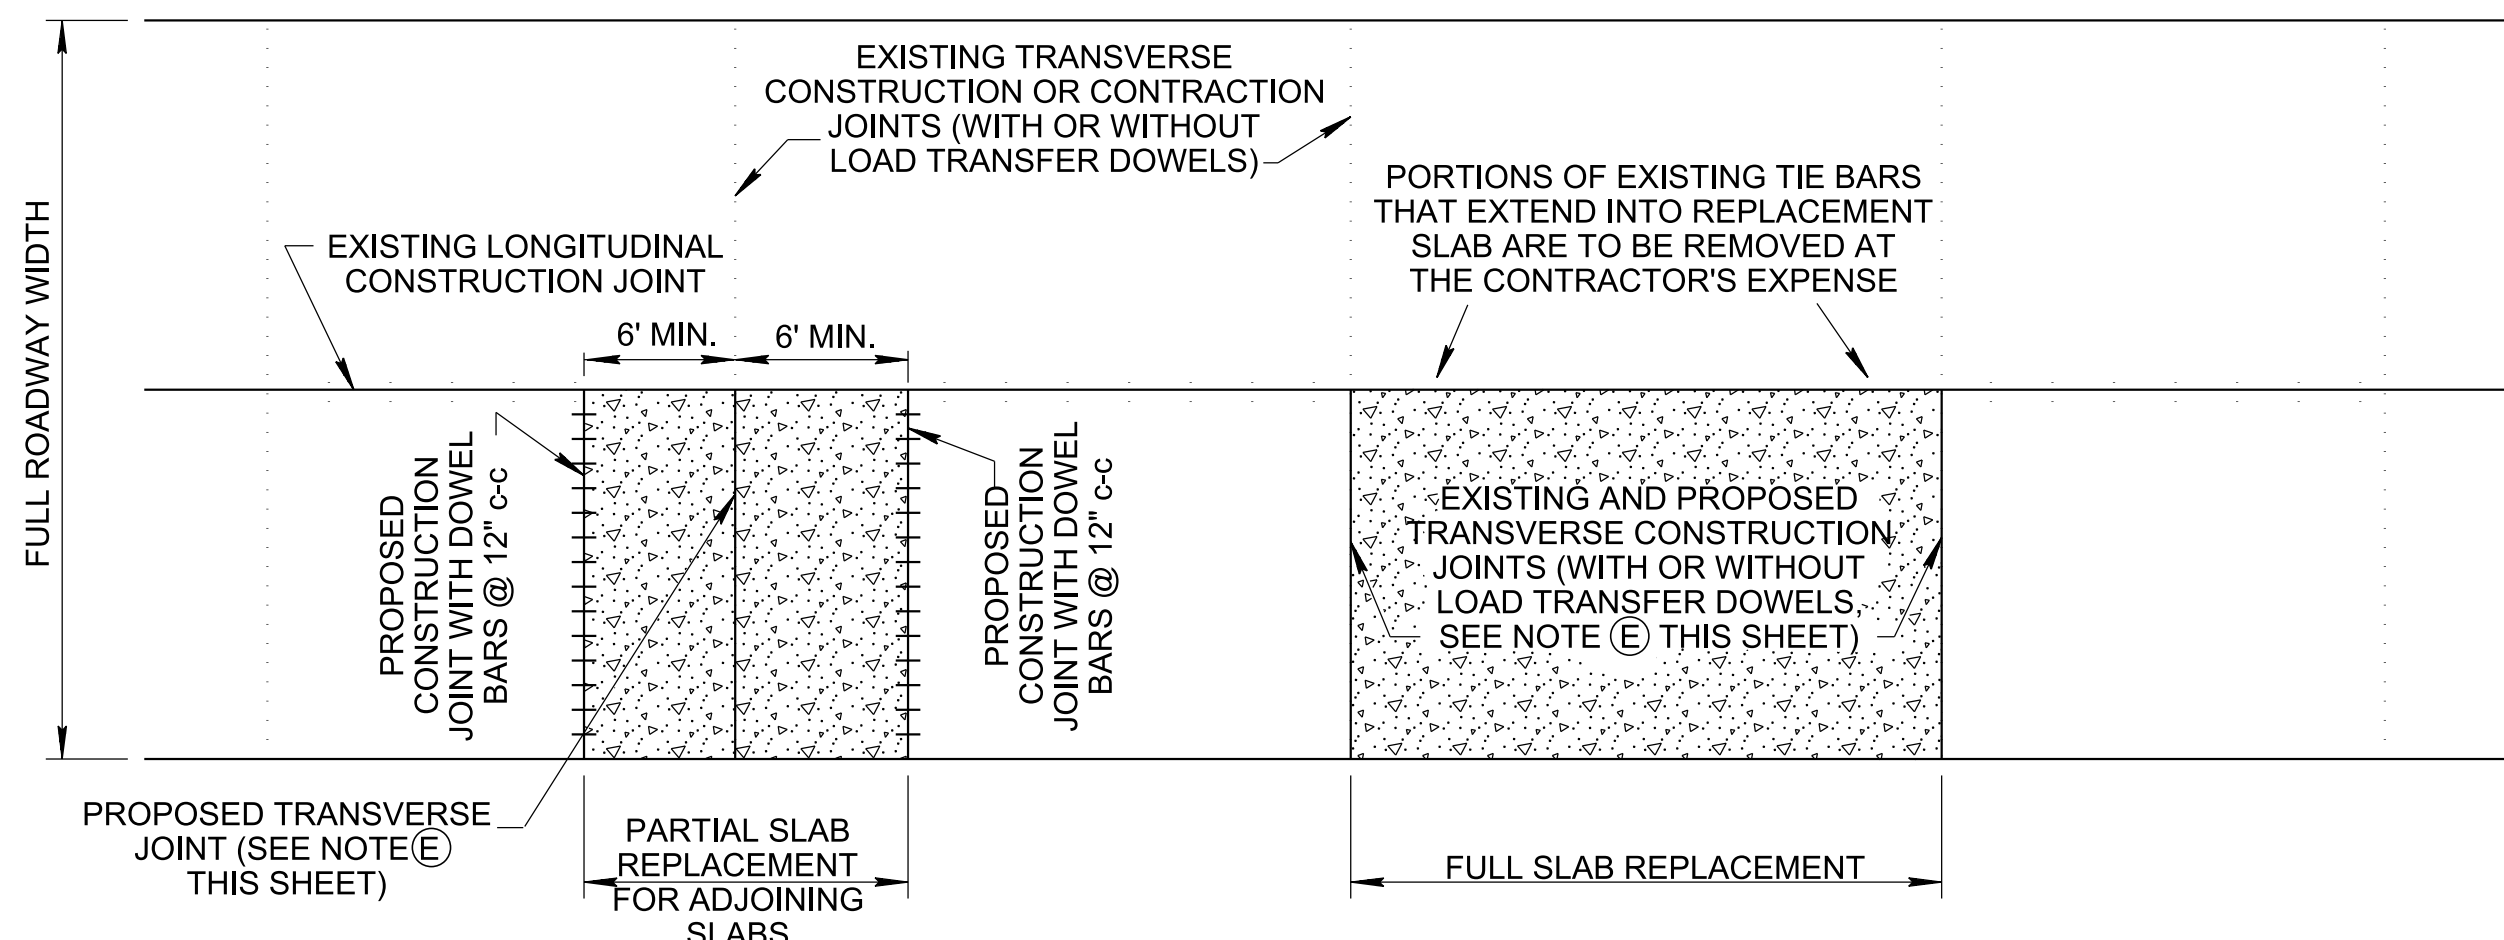 EXISTING TRANSVERSE
CONSTRUCTION OR CONTRACTION
JOINTS (WITH OR WITHOUT
LOAD TRANSFER DOWELS)
PORTIONS OF EXISTING TIE BARS
THAT EXTEND INTO REPLACEMENT
SLAB ARE TO BE REMOVED AT
THE CONTRACTOR'S EXPENSE
FULL ROADWAY WIDTH
EXISTING LONGITUDINAL
CONSTRUCTION JOINT
6' MIN.
6' MIN.
PROPOSED
CONSTRUCTION
JOINT WITH DOWEL
BARS @ 12" c-c
PROPOSED
CONSTRUCTION
JOINT WITH DOWEL
BARS @ 12" c-c
EXISTING AND PROPOSED
TRANSVERSE CONSTRUCTION
JOINTS (WITH OR WITHOUT
LOAD TRANSFER DOWELS,
SEE NOTE E THIS SHEET)
PROPOSED TRANSVERSE
JOINT (SEE NOTE E
THIS SHEET)
PARTIAL SLAB
REPLACEMENT
FOR ADJOINING
SLABS
FULL SLAB REPLACEMENT